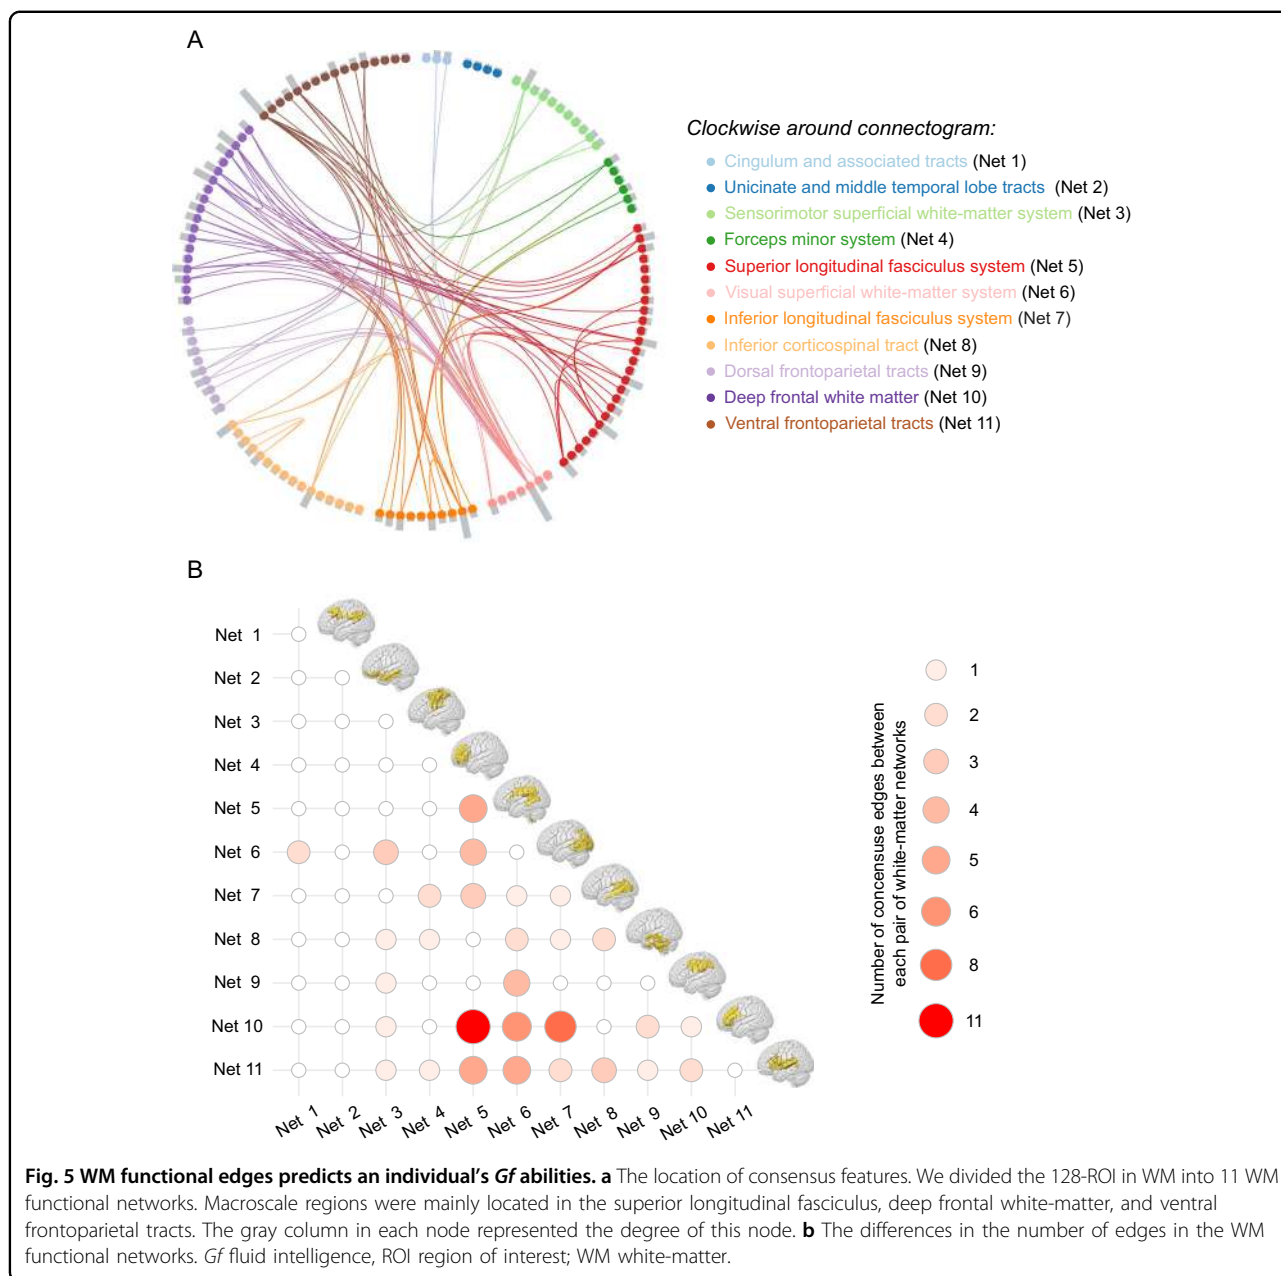 A
Clockwise around connectogram:
Cingulum and associated tracts (Net 1)
Unicinate and middle temporal lobe tracts (Net 2)
Sensorimotor superficial white-matter system (Net 3)
Forceps minor system (Net 4)
Superior longitudinal fasciculus system (Net 5)
Visual superficial white-matter system (Net 6)
Inferior longitudinal fasciculus system (Net 7)
Inferior corticospinal tract (Net 8)
Dorsal frontoparietal tracts (Net 9)
Deep frontal white matter (Net 10)
Ventral frontoparietal tracts (Net 11)
B
Net 1
Net 2
Net 3
Net 4
Net 5
Net 6
Net 7
Net 8
Net 9
Net 10
Net 11
Net 1
Net 2
Net 3
Net 4
Net 5
Net 6
Net 7
Net 8
Net 9
Net 10
Net 11
Number of concensuse edges between
each pair of white-matter networks
1
2
3
4
5
6
8
11
Fig. 5 WM functional edges predicts an individual's Gf abilities. a The location of consensus features. We divided the 128-ROI in WM into 11 WM
functional networks. Macroscale regions were mainly located in the superior longitudinal fasciculus, deep frontal white-matter, and ventral
frontoparietal tracts. The gray column in each node represented the degree of this node. b The differences in the number of edges in the WM
functional networks. Gf fluid intelligence, ROI region of interest; WM white-matter.